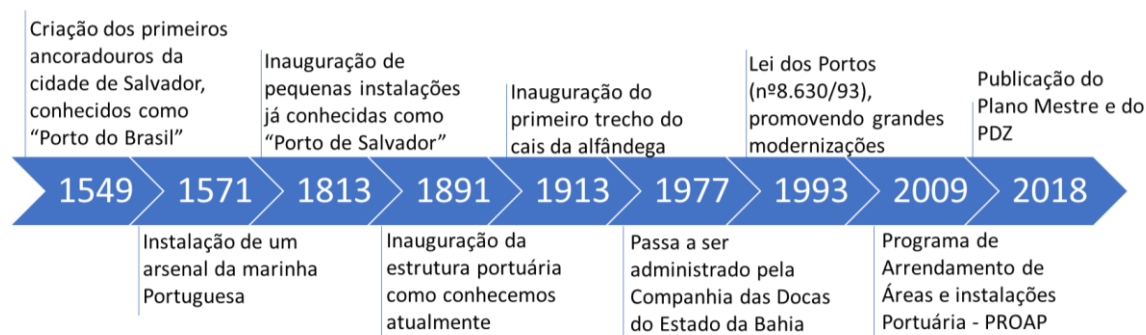 Criação dos primeiros
ancoradouros da
cidade de Salvador,
conhecidos como
“Porto do Brasil”
Inauguração de
pequenas instalações
já conhecidas como
“Porto de Salvador”
Inauguração do
primeiro trecho do
cais da alfândega
Lei dos Portos
(nº8.630/93),
promovendo grandes
modernizações
Publicação do
Plano Mestre e do
PDZ
1549 1571 1813 1891 1913 1977 1993 2009 2018
Instalação de um
arsenal da marinha
Portuguesa
Inauguração da
estrutura portuária
como conhecemos
atualmente
Passa a ser
administrado pela
Companhia das Docas
do Estado da Bahia
Programa de
Arrendamento de
Áreas e instalações
Portuária - PROAP